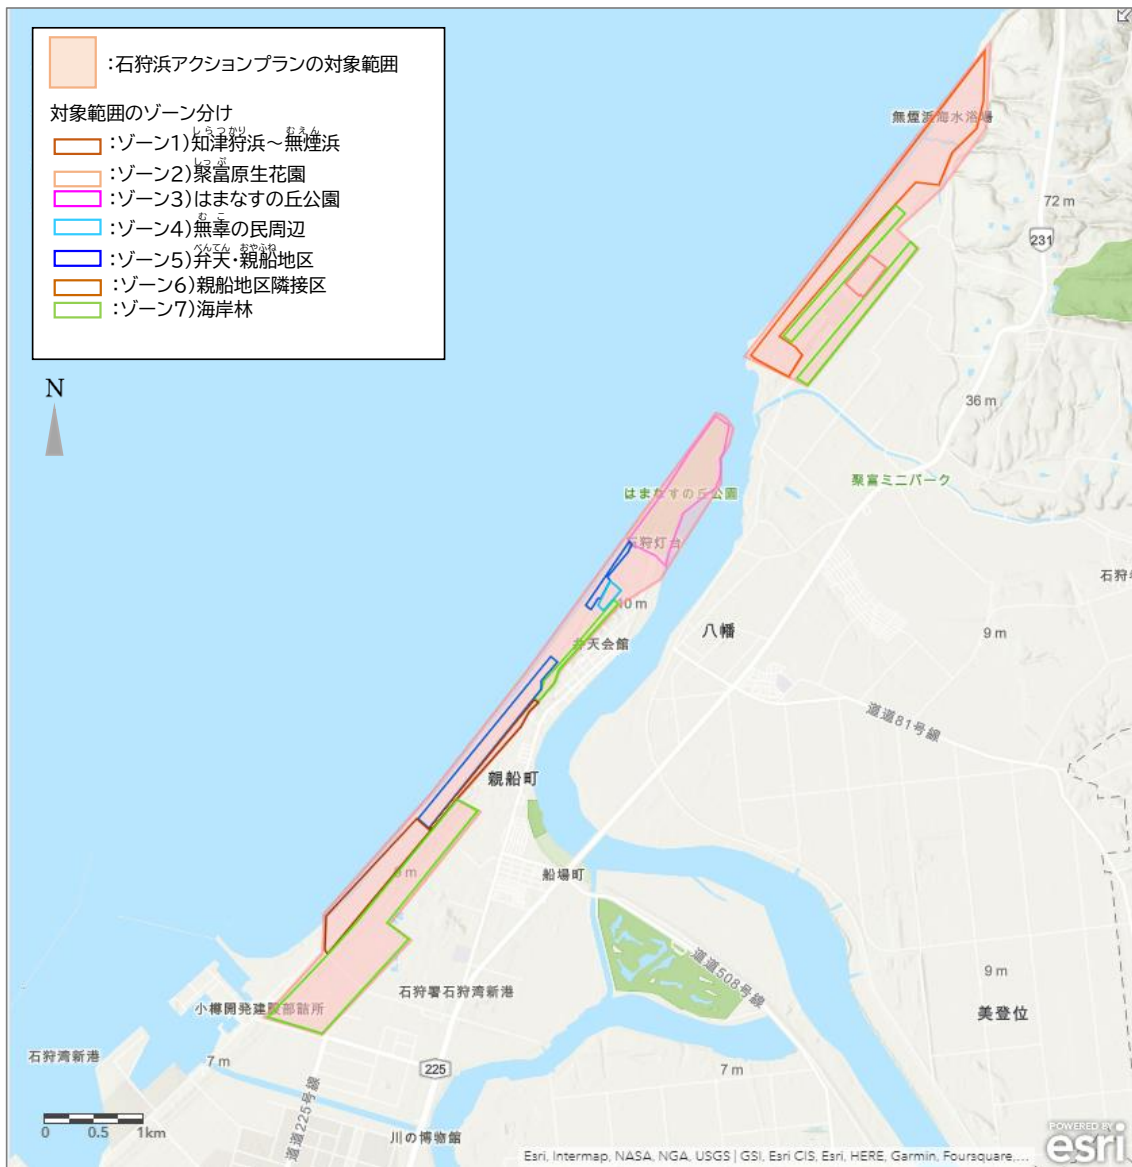 :石狩浜アクションプランの対象範囲
対象範囲のゾーン分け
しらつかり むえん
:ゾーン1)知津狩浜～無煙浜
しっぷ
:ゾーン2)聚富原生花園
:ゾーン3)はまなすの丘公園
むこ
:ゾーン4)無辜の民周辺
べんてん おやふね
:ゾーン5)弁天・親船地区
:ゾーン6)親船地区隣接区
:ゾーン7)海岸林
N
無煙浜海水浴場
72 m
231
36 m
聚富ミニパーク
はまなすの丘公園
石狩灯台
石狩
10 m
八幡
9 m
弁天会館
道道81号線
親船町
船場町
道道508号線
9 m
石狩署石狩湾新港
小樽開発建設部詰所
美登位
石狩湾新港
7 m
225
7 m
道道225号線
川の博物館
0 0.5 1km
Esri, Intermap, NASA, NGA, USGS | GSI, Esri CIS, Esri, HERE, Garmin, Foursquare,...
POWERED BY
esri